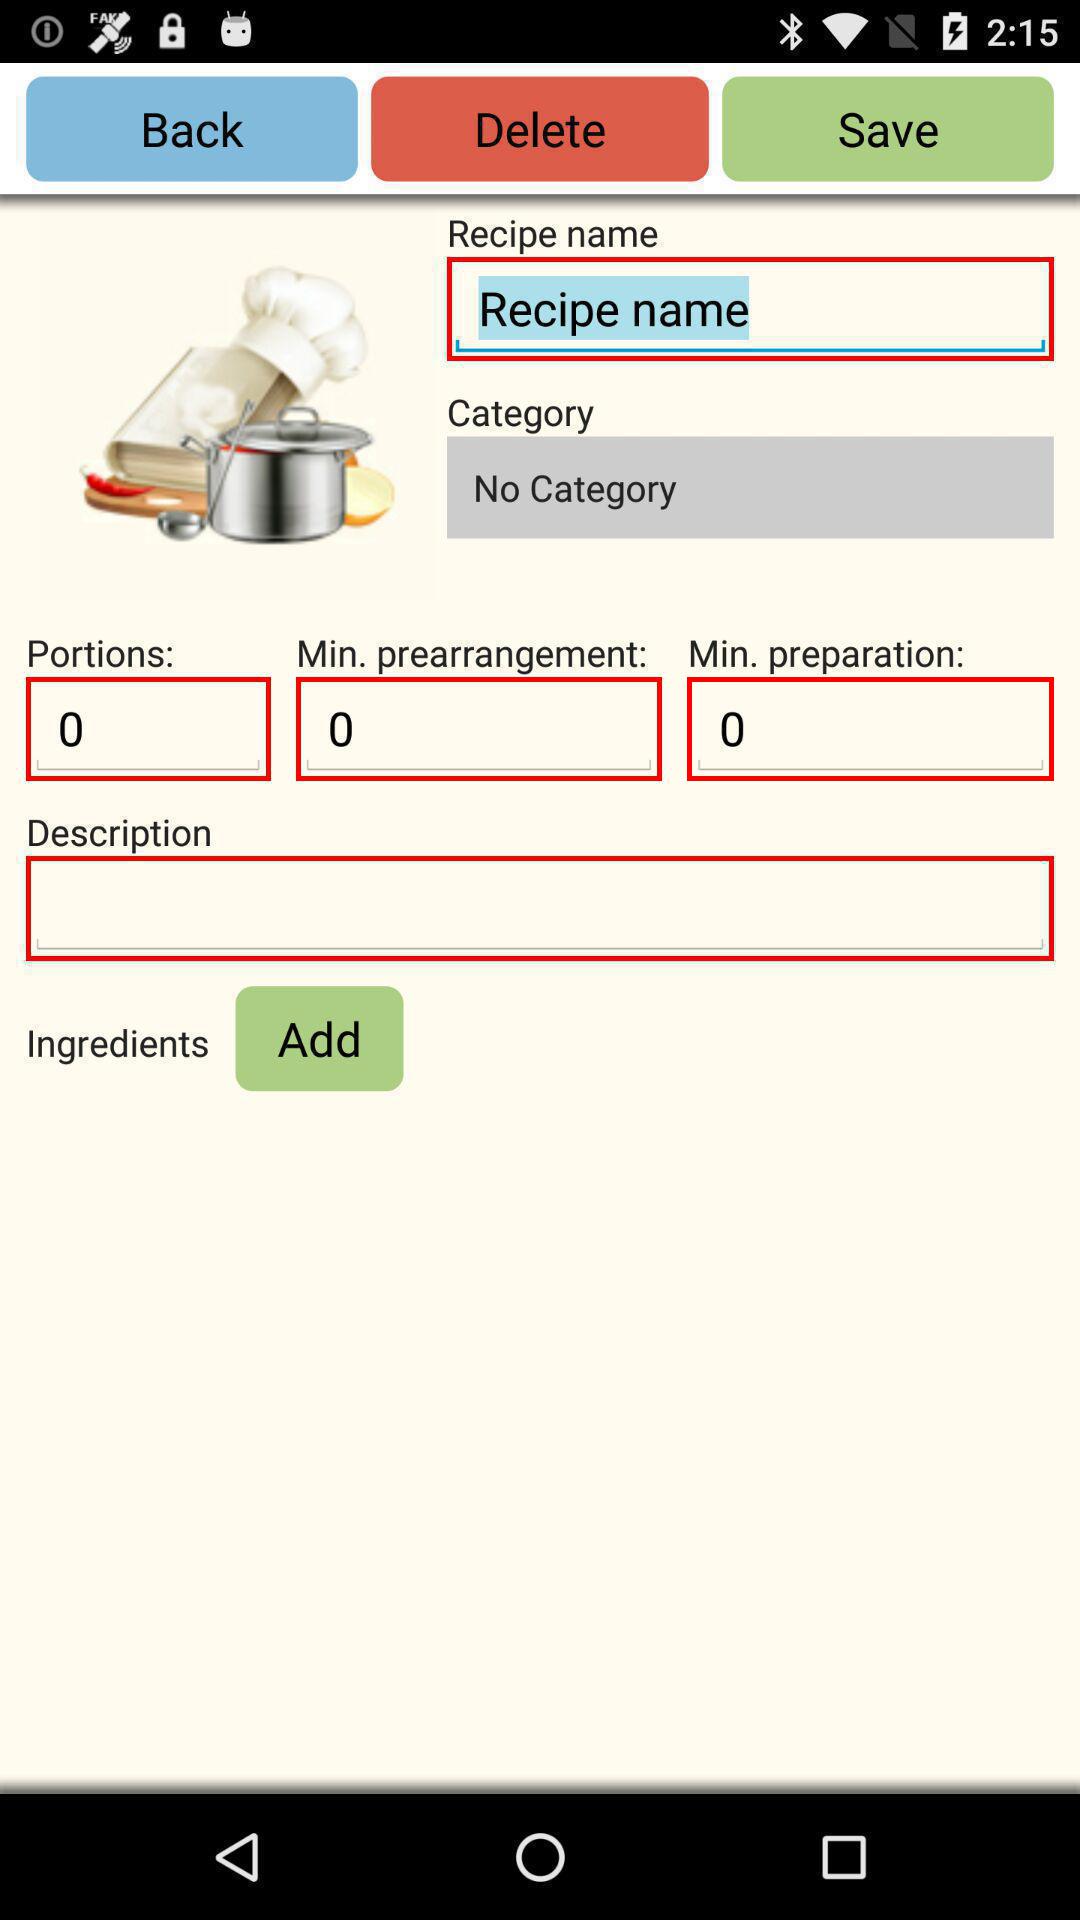 FAKE 2:15
Back Delete Save
Recipe name
Recipe name
Category
No Category
Portions: Min. prearrangement: Min. preparation:
0 0 0
Description
Ingredients Add